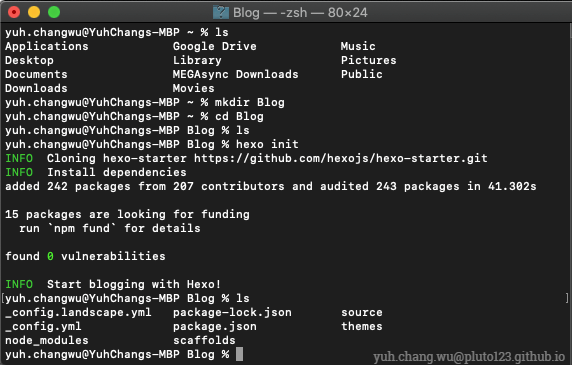 Blog — -zsh — 80×24
yuh.changwu@YuhChangs-MBP ~ % ls
Applications Google Drive Music
Desktop Library Pictures
Documents MEGAsync Downloads Public
Downloads Movies
yuh.changwu@YuhChangs-MBP ~ % mkdir Blog
yuh.changwu@YuhChangs-MBP ~ % cd Blog
yuh.changwu@YuhChangs-MBP Blog % ls
yuh.changwu@YuhChangs-MBP Blog % hexo init
INFO  Cloning hexo-starter https://github.com/hexojs/hexo-starter.git
INFO  Install dependencies
added 242 packages from 207 contributors and audited 243 packages in 41.302s
15 packages are looking for funding
  run `npm fund` for details
found 0 vulnerabilities
INFO  Start blogging with Hexo!
[yuh.changwu@YuhChangs-MBP Blog % ls ]
_config.landscape.yml package-lock.json source
_config.yml package.json themes
node_modules scaffolds
yuh.changwu@YuhChangs-MBP Blog %
yuh.chang.wu@pluto123.github.io